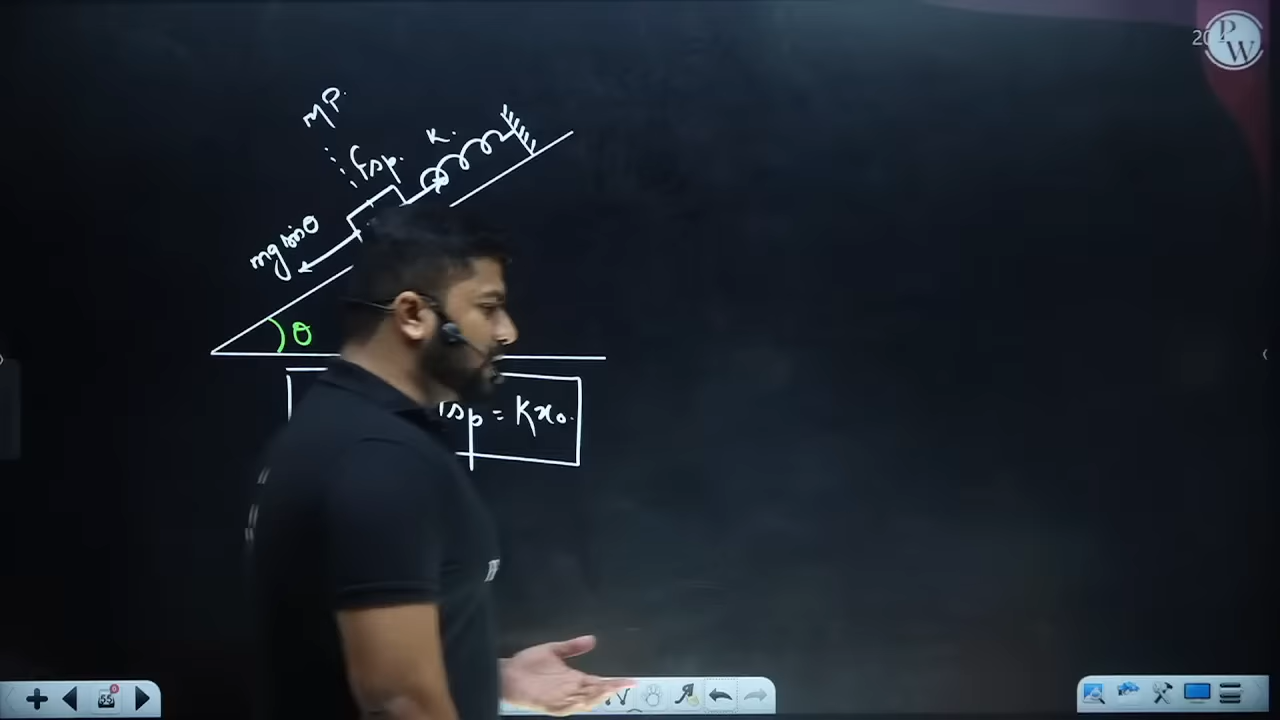 PW
MP.
K.
fsp.
mg sinθ
θ
sp = Kx₀.